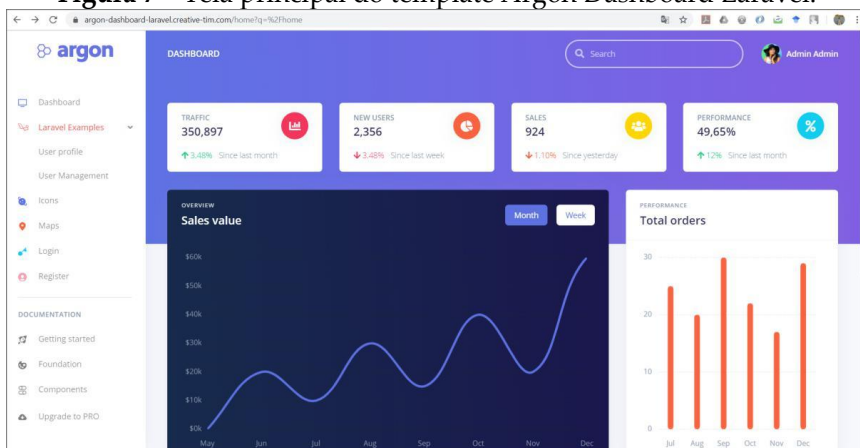 Figura 7 – Tela principal do template Argon Dashboard Laravel.
argon-dashboard-laravel.creative-tim.com/home?q=%2Fhome
argon
DASHBOARD
Search
Admin Admin
Dashboard
Laravel Examples
User profile
User Management
Icons
Maps
Login
Register
DOCUMENTATION
Getting started
Foundation
Components
Upgrade to PRO
TRAFFIC
350,897
3.48% Since last month
NEW USERS
2,356
3.48% Since last week
SALES
924
1.10% Since yesterday
PERFORMANCE
49,65%
12% Since last month
OVERVIEW
Sales value
Month
Week
$60k
$50k
$40k
$30k
$20k
$10k
$0k
May Jun Jul Aug Sep Oct Nov Dec
PERFORMANCE
Total orders
30
20
10
0
Jul Aug Sep Oct Nov Dec